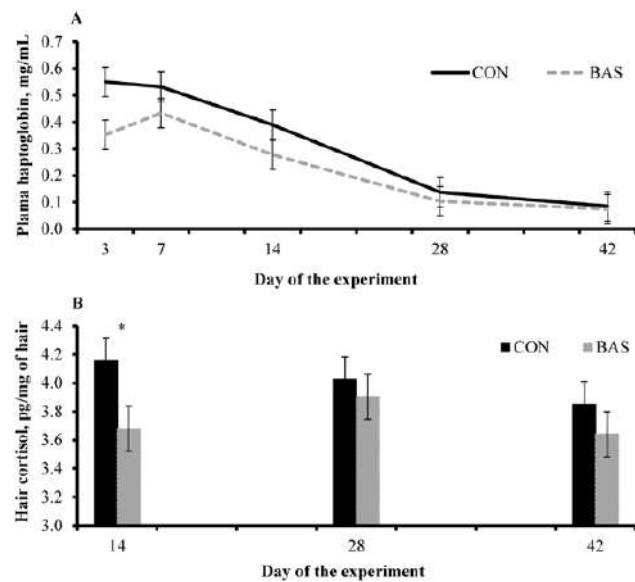 A
Plama haptoglobin, mg/mL
0.7
0.6
0.5
0.4
0.3
0.2
0.1
0.0
CON BAS
3 7 14 28 42
Day of the experiment
B
Hair cortisol, pg/mg of hair
4.4
4.2
4.0
3.8
3.6
3.4
3.2
3.0
*
CON BAS
14 28 42
Day of the experiment